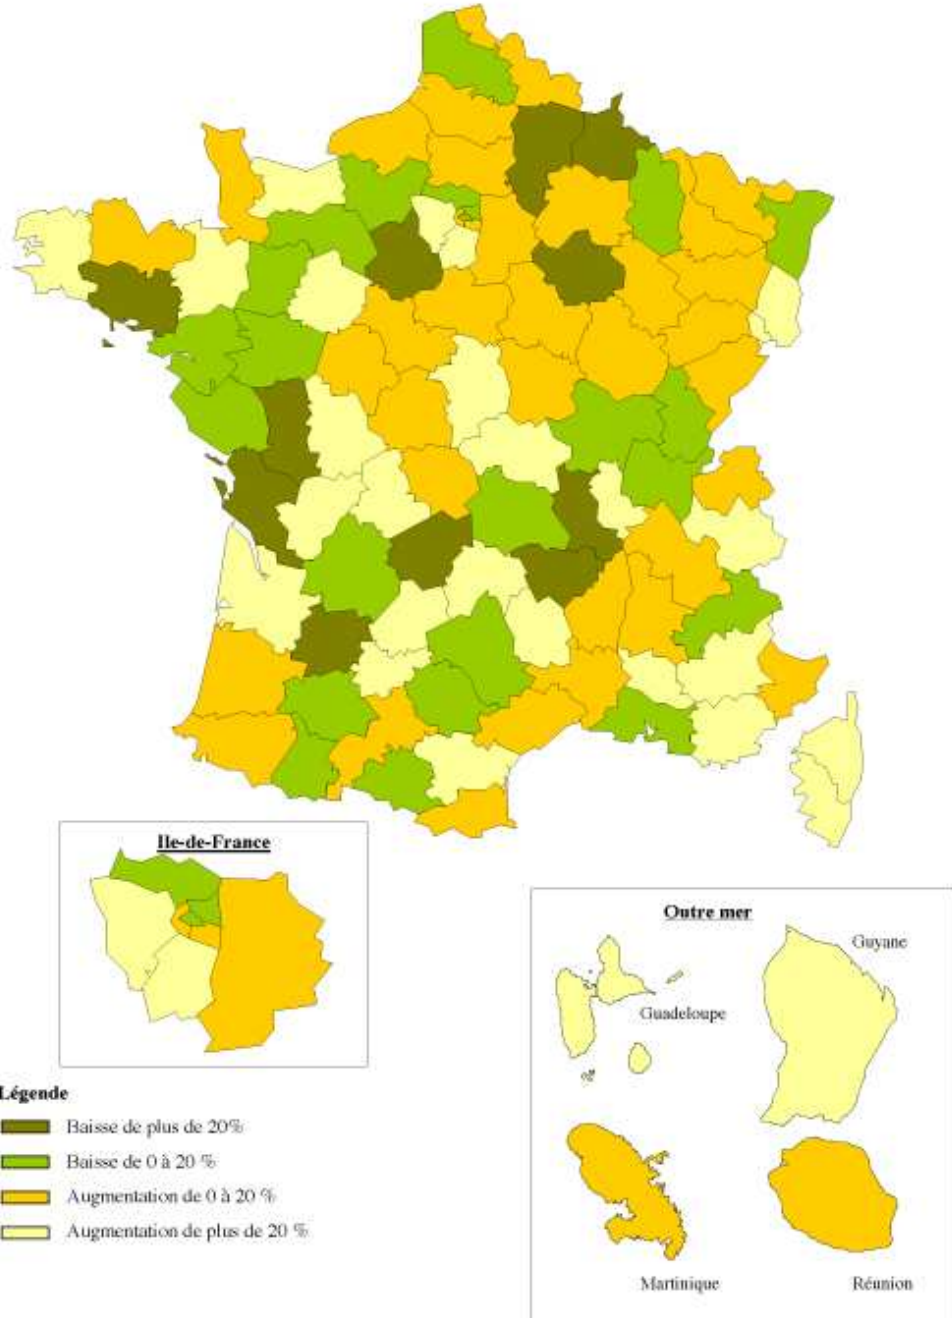 Ile-de-France
Outre mer
Guyane
Guadeloupe
Martinique
Réunion
Légende
Baisse de plus de 20%
Baisse de 0 à 20 %
Augmentation de 0 à 20 %
Augmentation de plus de 20 %